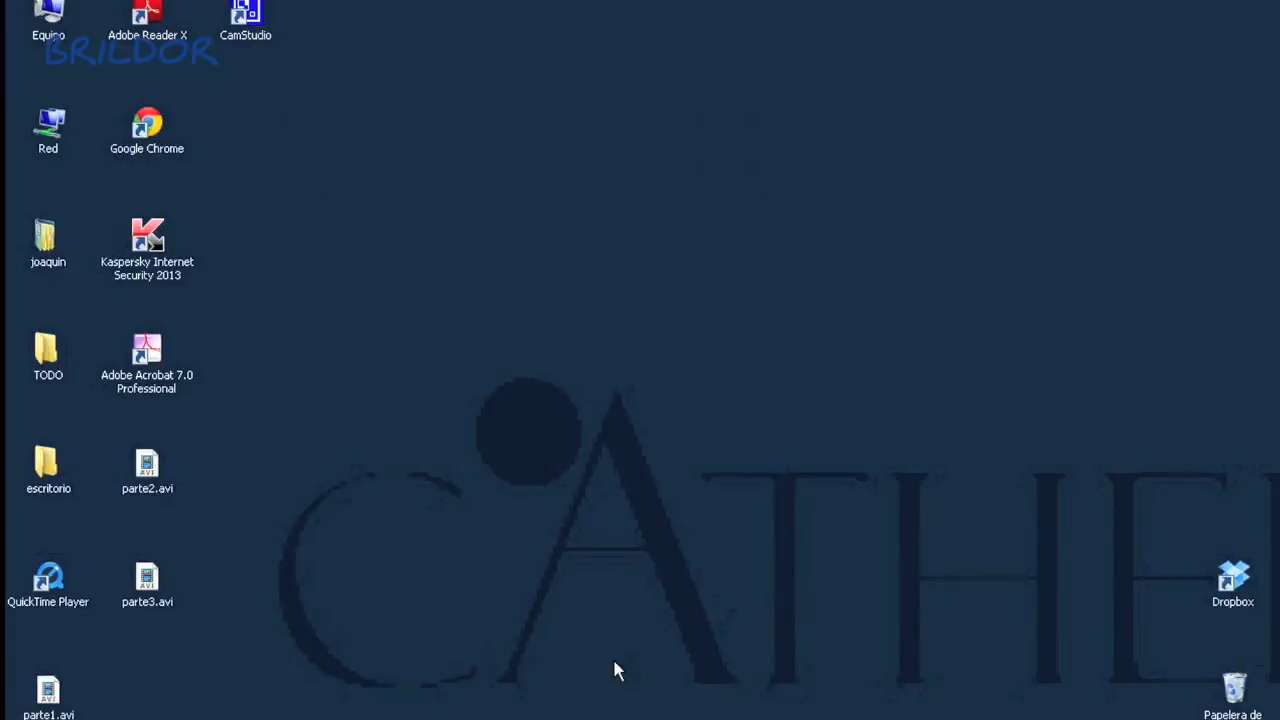 Equipo
Adobe Reader X
CamStudio
BRILDOR
Red
Google Chrome
joaquin
Kaspersky Internet
Security 2013
TODO
Adobe Acrobat 7.0
Professional
escritorio
parte2.avi
CATHE
QuickTime Player
parte3.avi
Dropbox
parte1.avi
Papelera de